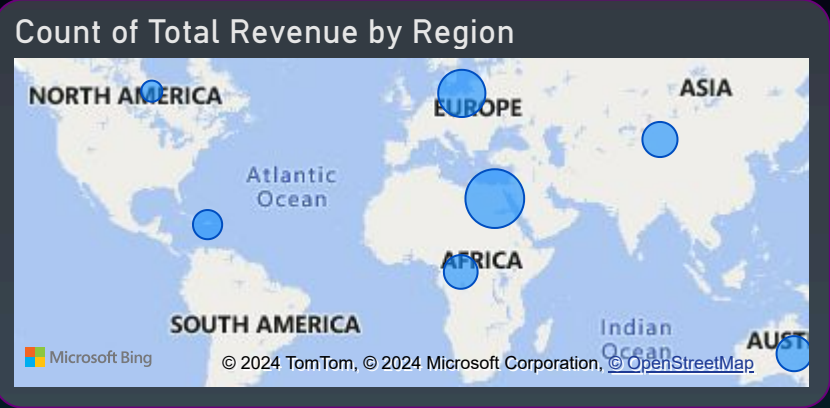 Count of Total Revenue by Region
NORTH AMERICA
EUROPE
ASIA
Atlantic
Ocean
AFRICA
SOUTH AMERICA
Indian
Ocean
AUST
Microsoft Bing
© 2024 TomTom, © 2024 Microsoft Corporation, © OpenStreetMap